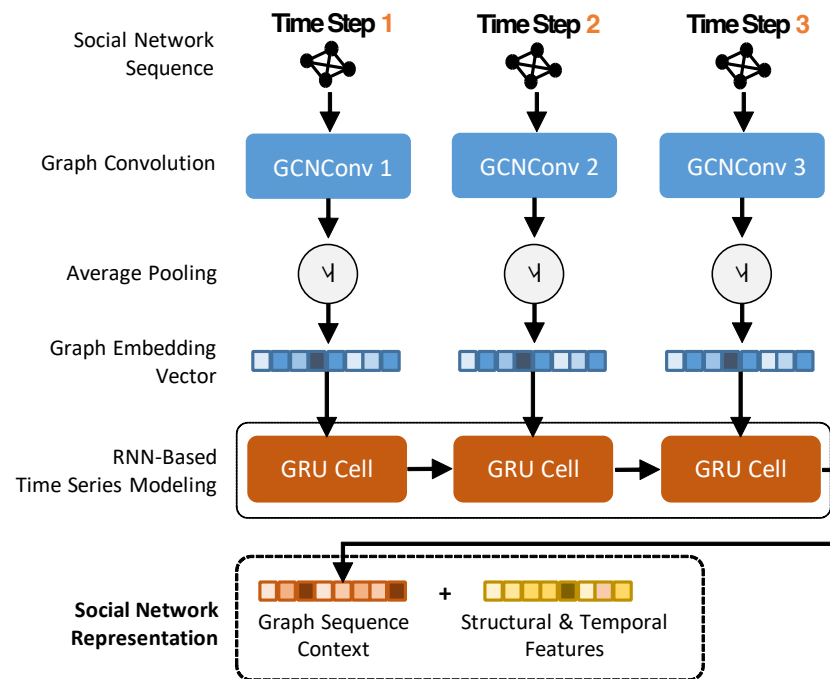 Time Step 1 Time Step 2 Time Step 3
Social Network
Sequence
Graph Convolution
GCNConv 1 GCNConv 2 GCNConv 3
Average Pooling
Graph Embedding
Vector
RNN-Based
Time Series Modeling
GRU Cell GRU Cell GRU Cell
Social Network
Representation
+
Graph Sequence
Context
Structural & Temporal
Features